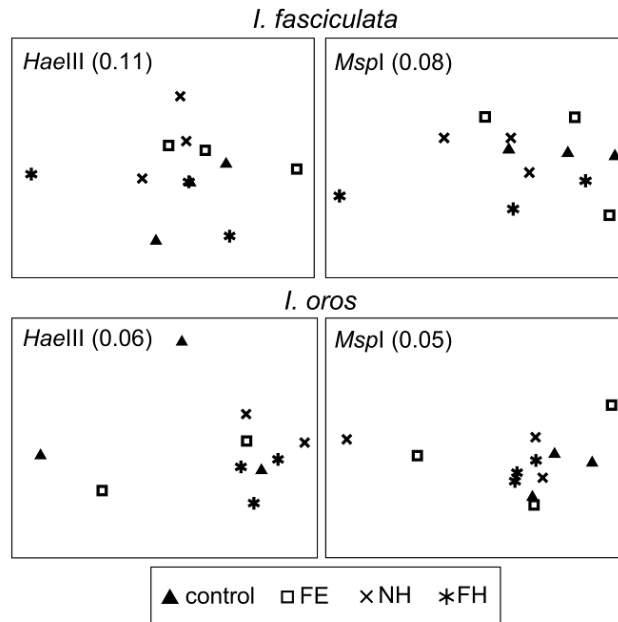 I. fasciculata
HaeIII (0.11)
MspI (0.08)
I. oros
HaeIII (0.06)
MspI (0.05)
control FE NH FH